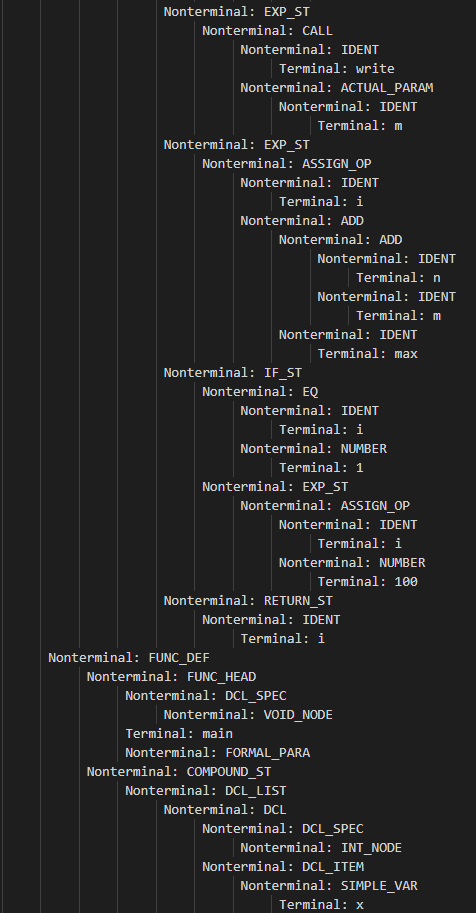 Nonterminal: EXP_ST
Nonterminal: CALL
Nonterminal: IDENT
Terminal: write
Nonterminal: ACTUAL_PARAM
Nonterminal: IDENT
Terminal: m
Nonterminal: EXP_ST
Nonterminal: ASSIGN_OP
Nonterminal: IDENT
Terminal: i
Nonterminal: ADD
Nonterminal: ADD
Nonterminal: IDENT
Terminal: n
Nonterminal: IDENT
Terminal: m
Nonterminal: IDENT
Terminal: max
Nonterminal: IF_ST
Nonterminal: EQ
Nonterminal: IDENT
Terminal: i
Nonterminal: NUMBER
Terminal: 1
Nonterminal: EXP_ST
Nonterminal: ASSIGN_OP
Nonterminal: IDENT
Terminal: i
Nonterminal: NUMBER
Terminal: 100
Nonterminal: RETURN_ST
Nonterminal: IDENT
Terminal: i
Nonterminal: FUNC_DEF
Nonterminal: FUNC_HEAD
Nonterminal: DCL_SPEC
Nonterminal: VOID_NODE
Terminal: main
Nonterminal: FORMAL_PARA
Nonterminal: COMPOUND_ST
Nonterminal: DCL_LIST
Nonterminal: DCL
Nonterminal: DCL_SPEC
Nonterminal: INT_NODE
Nonterminal: DCL_ITEM
Nonterminal: SIMPLE_VAR
Terminal: x